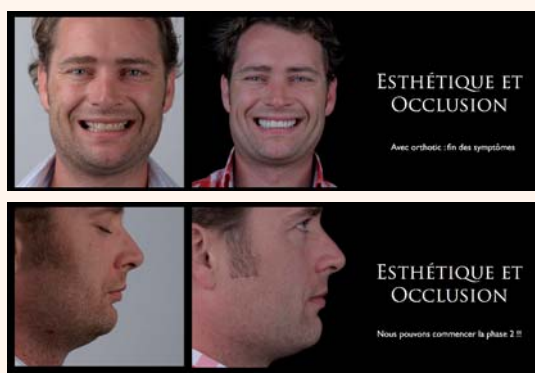 Esthétique et
Occlusion
Avec orthotic : fin des symptômes
Esthétique et
Occlusion
Nous pouvons commencer la phase 2 !!